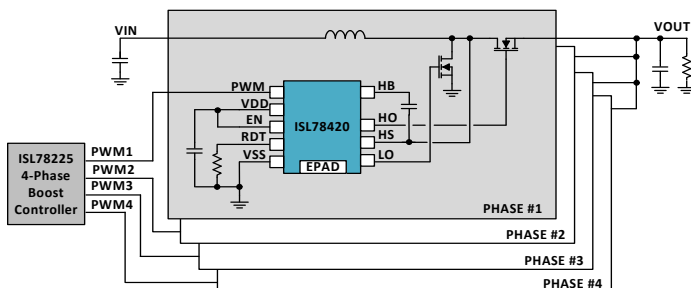 VIN
VOUT
PWM
HB
VDD
EN
HO
ISL78420
RDT
HS
VSS
LO
EPAD
ISL78225
4-Phase
Boost
Controller
PWM1
PWM2
PWM3
PWM4
PHASE #1
PHASE #2
PHASE #3
PHASE #4